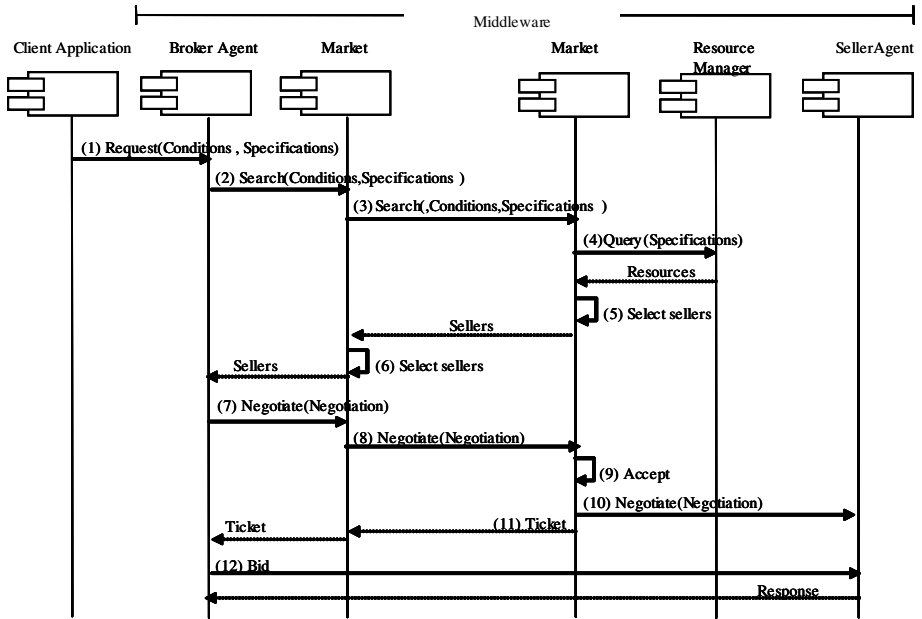 Middleware
Client Application
Broker Agent
Market
Market
Resource
Manager
SellerAgent
(1) Request(Conditions , Specifications)
(2) Search(Conditions,Specifications )
(3) Search(,Conditions,Specifications )
(4)Query(Specifications)
Resources
(5) Select sellers
Sellers
(6) Select sellers
Sellers
(7) Negotiate(Negotiation)
(8) Negotiate(Negotiation)
(9) Accept
(10) Negotiate(Negotiation)
(11) Ticket
Ticket
(12) Bid
Response